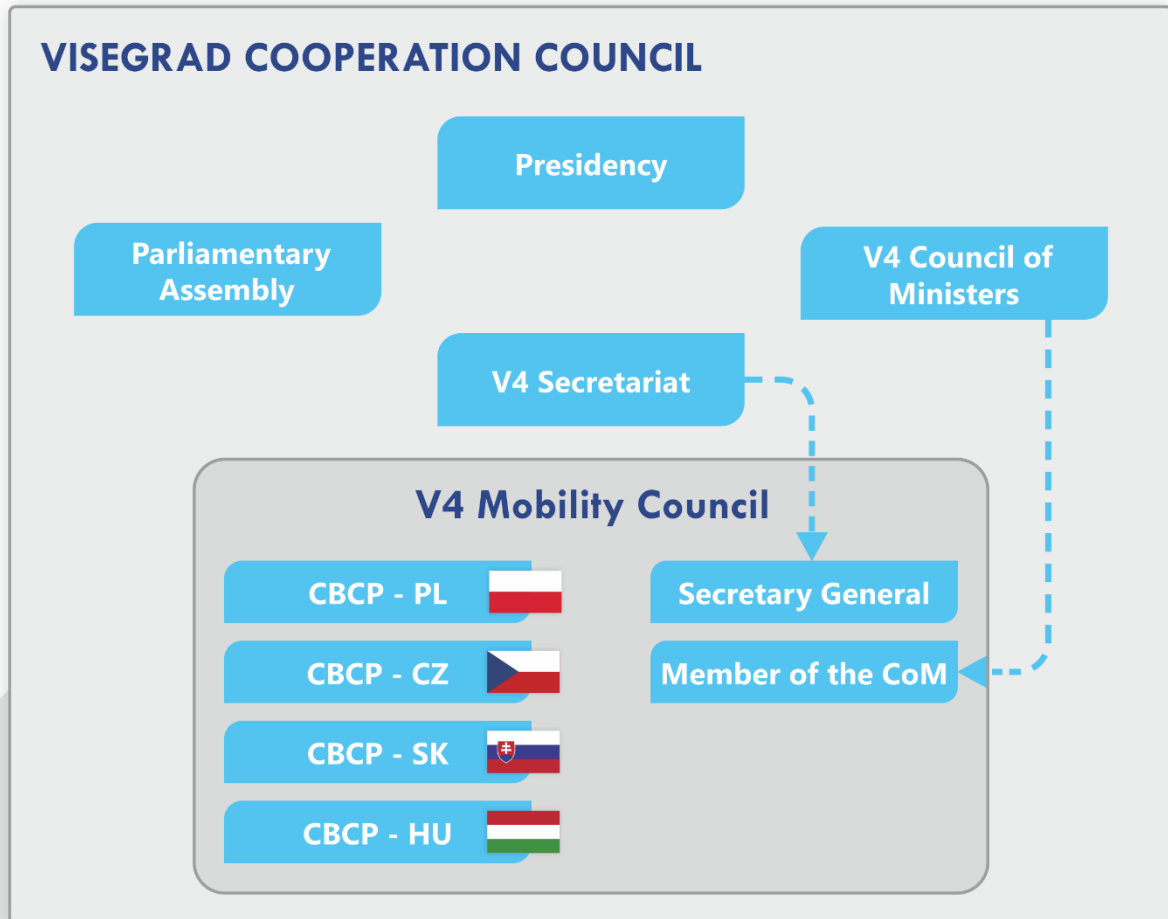 VISEGRAD COOPERATION COUNCIL
Presidency
Parliamentary
Assembly
V4 Council of
Ministers
V4 Secretariat
V4 Mobility Council
CBCP - PL
Secretary General
CBCP - CZ
Member of the CoM
CBCP - SK
CBCP - HU